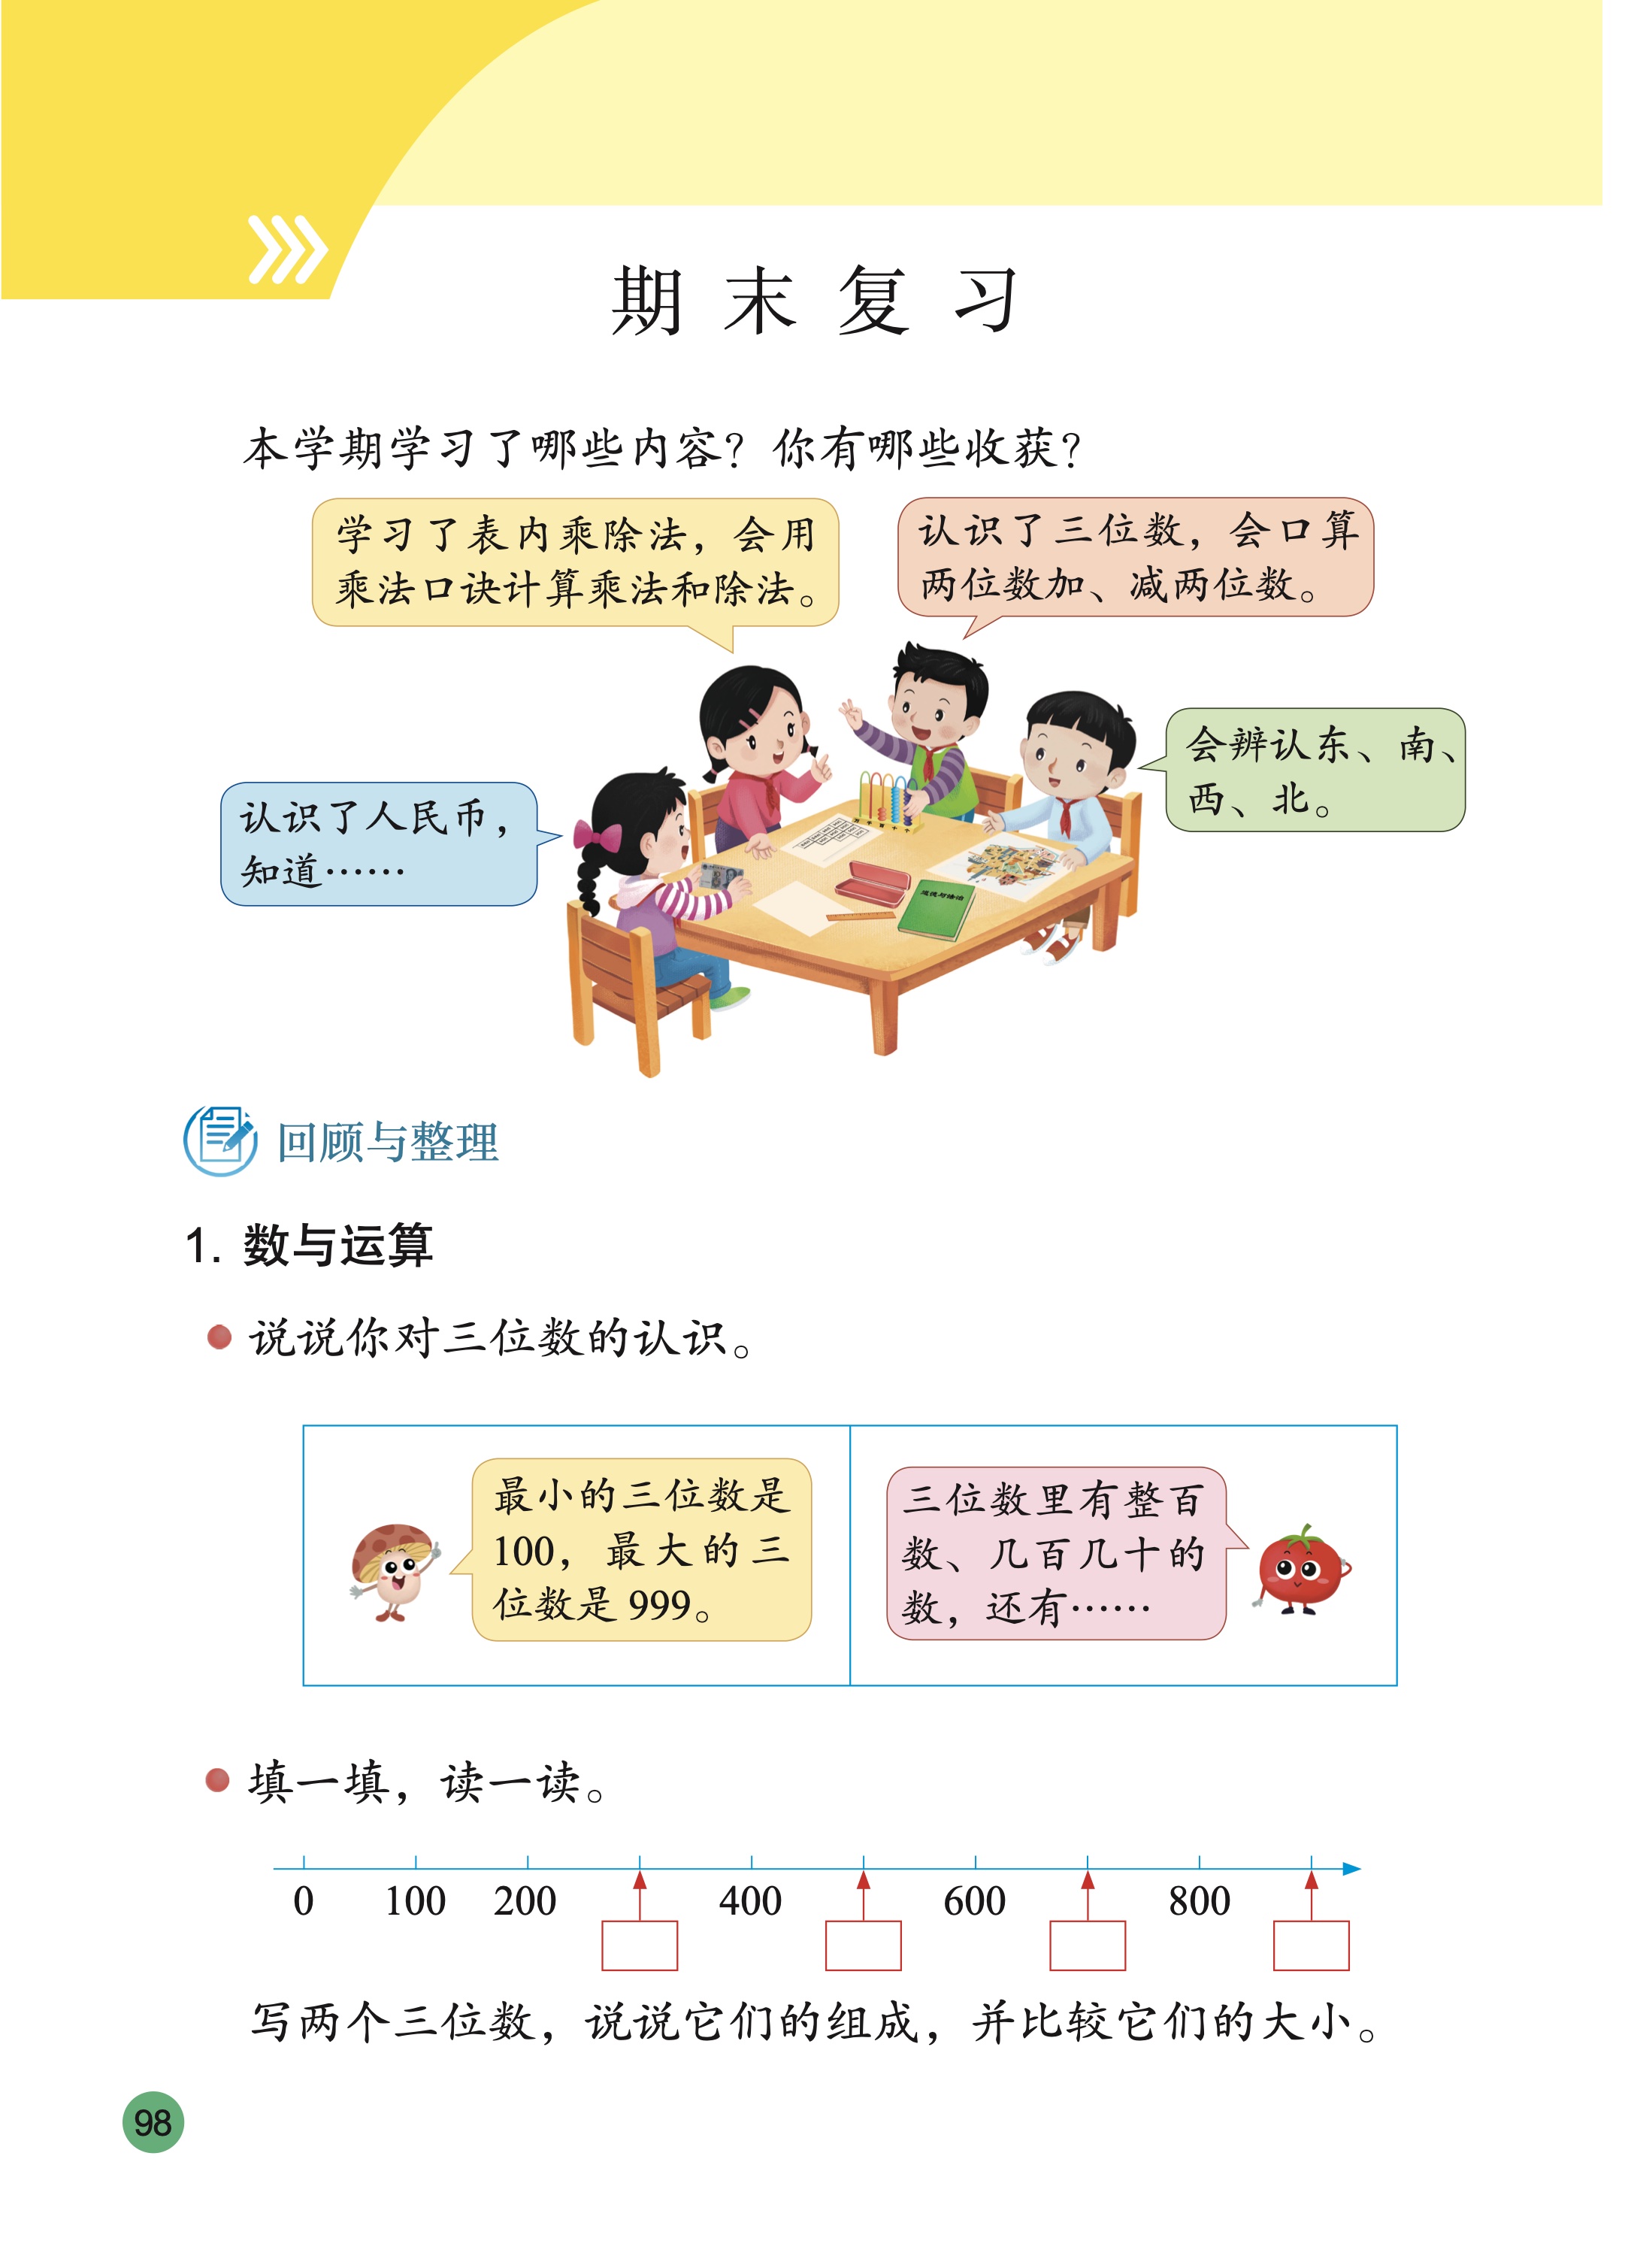 期末复习
本学期学习了哪些内容？你有哪些收获？
学习了表内乘除法，会用
乘法口诀计算乘法和除法。
认识了三位数，会口算
两位数加、减两位数。
会辨认东、南、
西、北。
认识了人民币，
知道……
回顾与整理
1. 数与运算
说说你对三位数的认识。
最小的三位数是
100，最大的三
位数是 999。
三位数里有整百
数、几百几十的
数，还有……
填一填，读一读。
0 100 200 400 600 800
写两个三位数，说说它们的组成，并比较它们的大小。
98